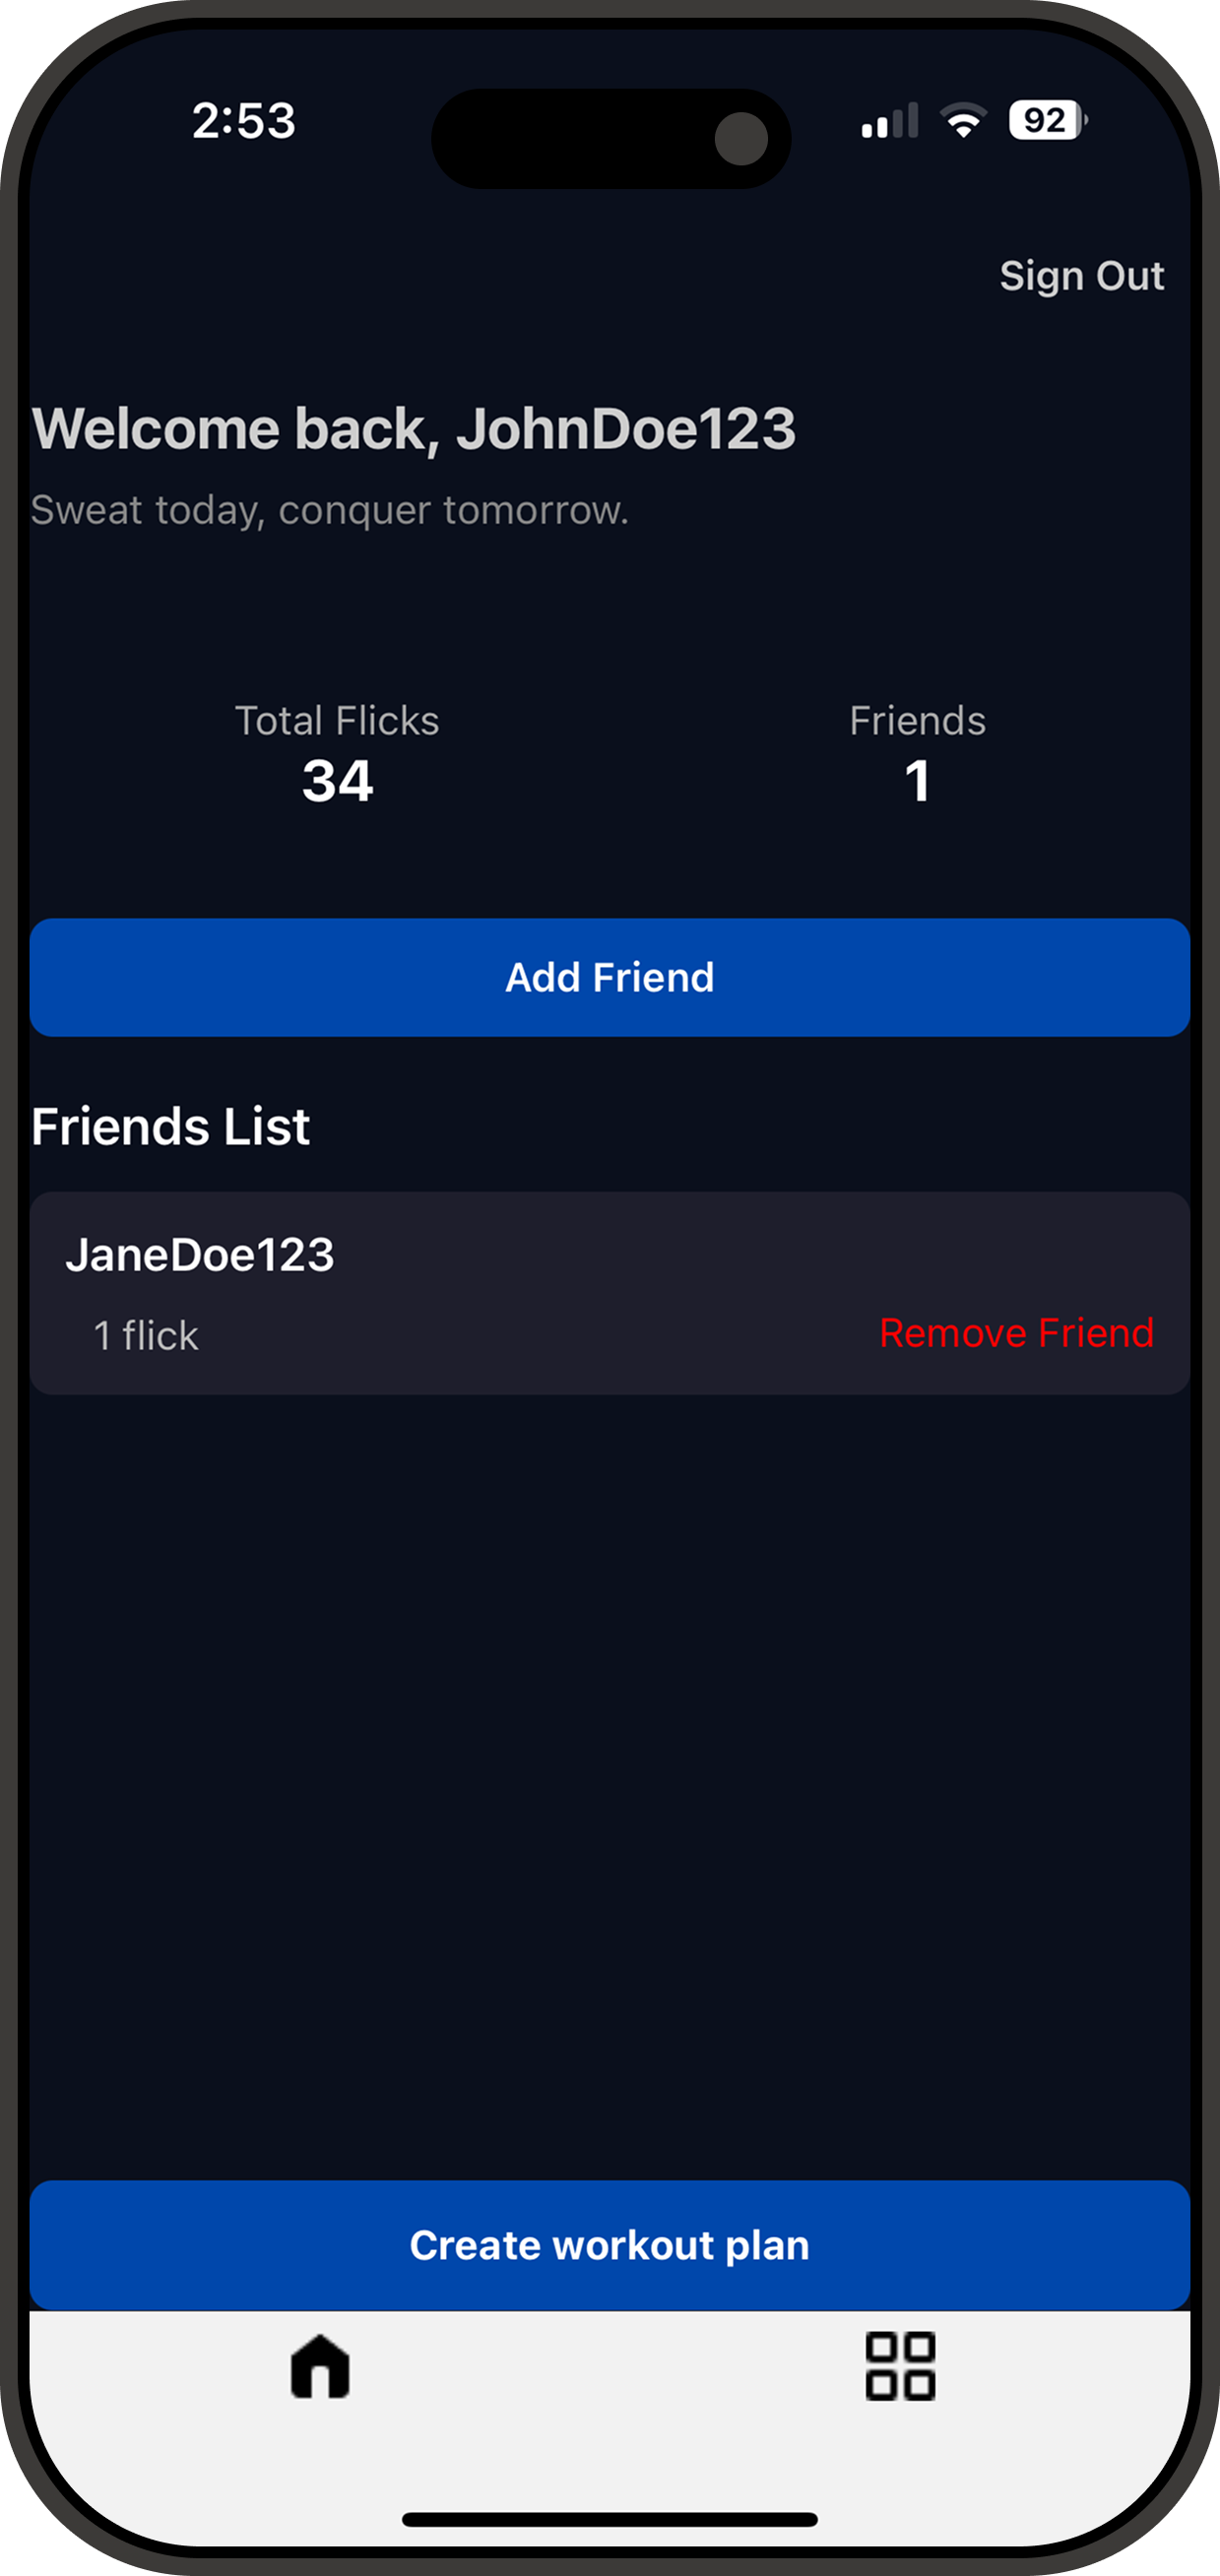 2:53
92
Sign Out
Welcome back, JohnDoe123
Sweat today, conquer tomorrow.
Total Flicks
Friends
34
1
Add Friend
Friends List
JaneDoe123
1 flick
Remove Friend
Create workout plan